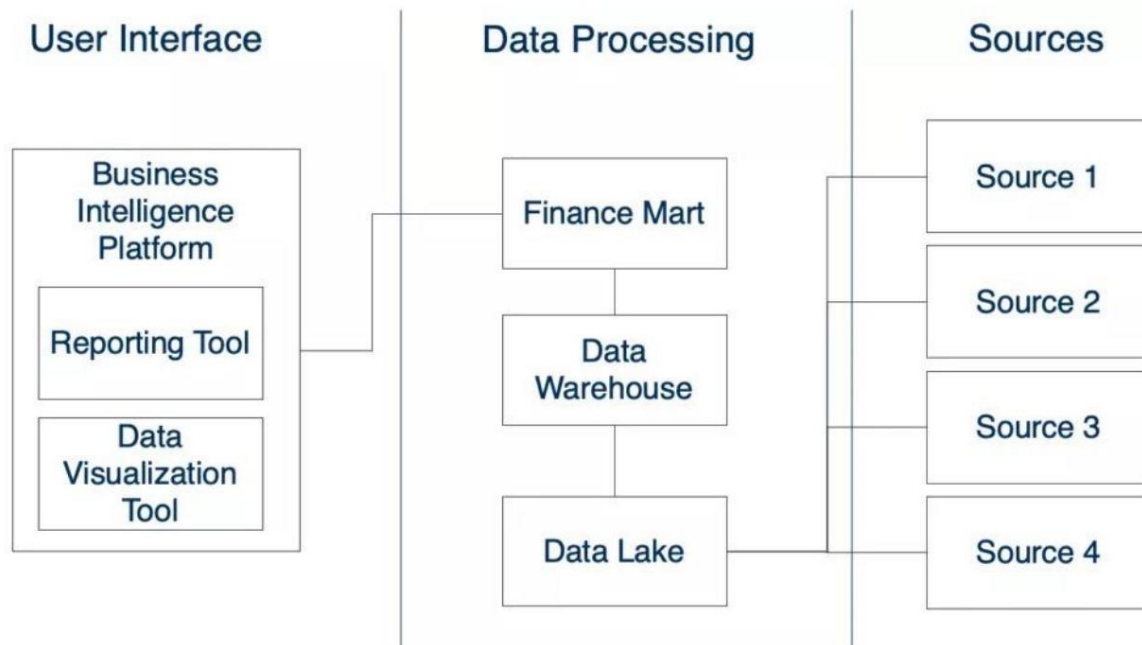 User Interface
Data Processing
Sources
Business
Intelligence
Platform
Reporting Tool
Data
Visualization
Tool
Finance Mart
Data
Warehouse
Data Lake
Source 1
Source 2
Source 3
Source 4